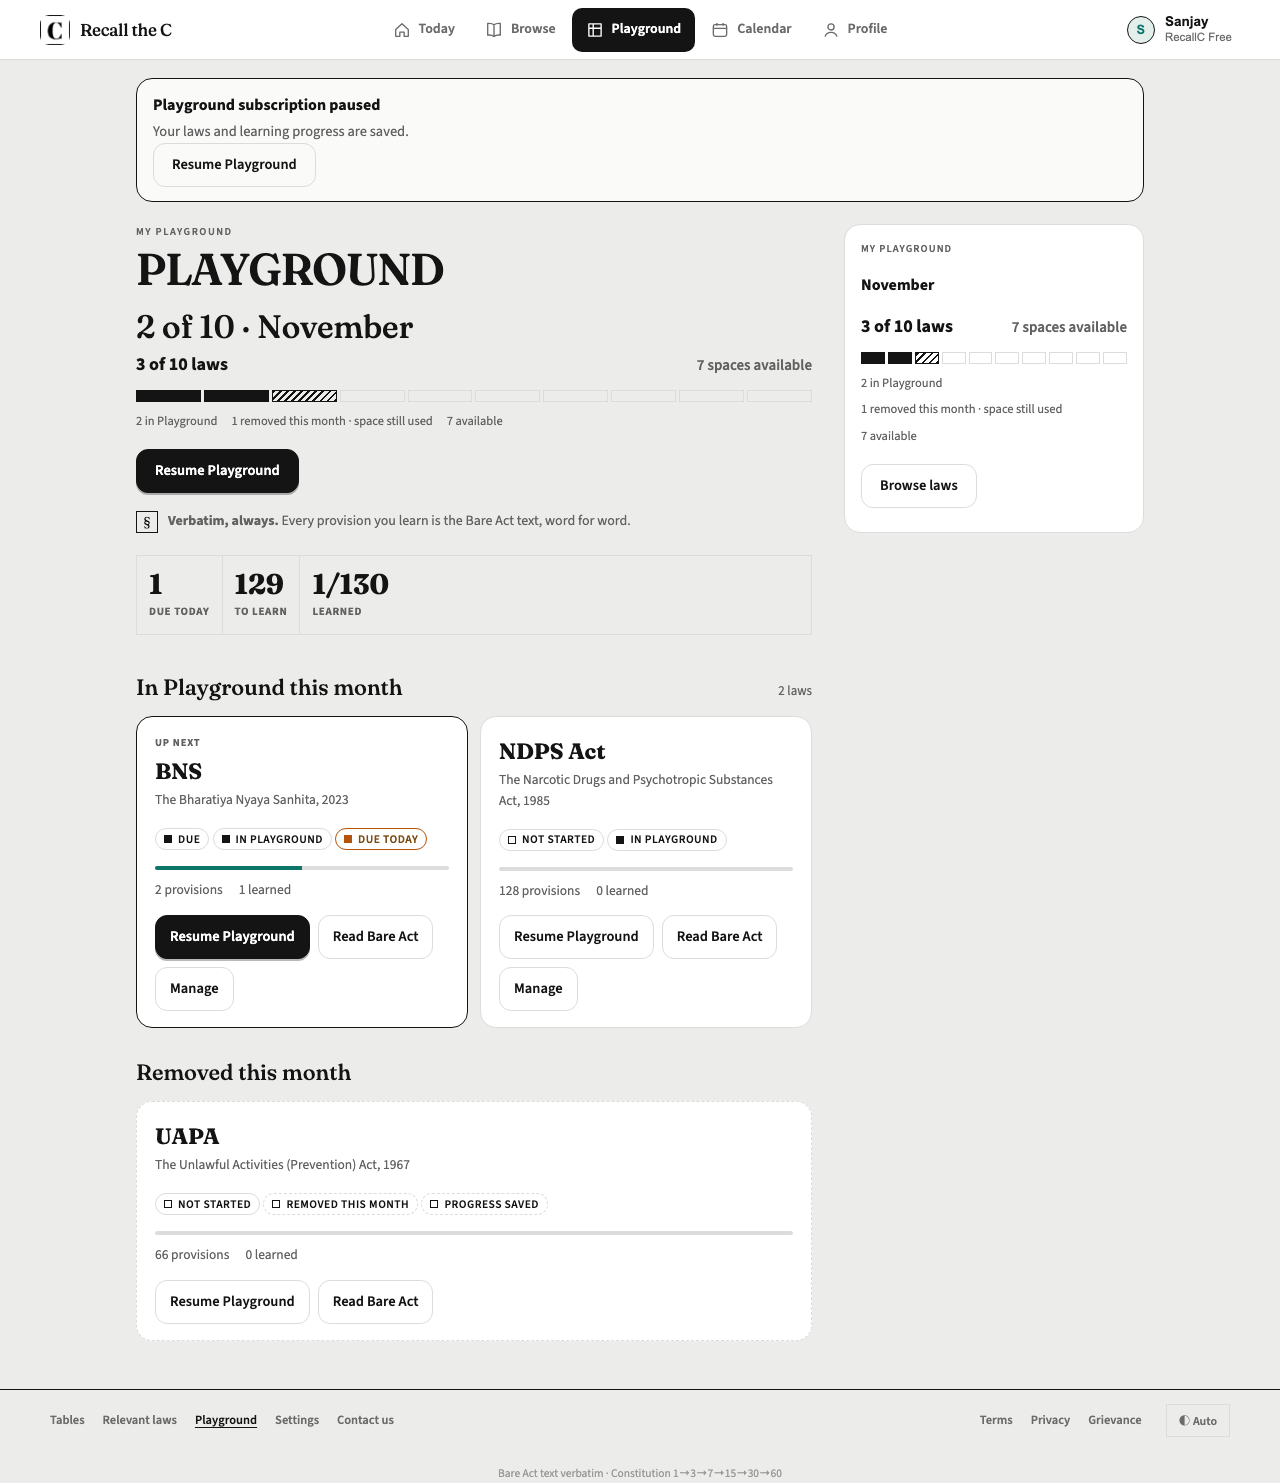 C Recall the C
Today Browse Playground Calendar Profile
S Sanjay
RecallC Free
Playground subscription paused
Your laws and learning progress are saved.
Resume Playground
MY PLAYGROUND
PLAYGROUND
2 of 10 · November
3 of 10 laws 7 spaces available
2 in Playground 1 removed this month · space still used 7 available
Resume Playground
§ Verbatim, always. Every provision you learn is the Bare Act text, word for word.
1 129 1/130
DUE TODAY TO LEARN LEARNED
MY PLAYGROUND
November
3 of 10 laws 7 spaces available
2 in Playground
1 removed this month · space still used
7 available
Browse laws
In Playground this month 2 laws
UP NEXT
BNS
The Bharatiya Nyaya Sanhita, 2023
DUE IN PLAYGROUND DUE TODAY
2 provisions 1 learned
Resume Playground Read Bare Act
Manage
NDPS Act
The Narcotic Drugs and Psychotropic Substances
Act, 1985
NOT STARTED IN PLAYGROUND
128 provisions 0 learned
Resume Playground Read Bare Act
Manage
Removed this month
UAPA
The Unlawful Activities (Prevention) Act, 1967
NOT STARTED REMOVED THIS MONTH PROGRESS SAVED
66 provisions 0 learned
Resume Playground Read Bare Act
Tables Relevant laws Playground Settings Contact us Terms Privacy Grievance Auto
Bare Act text verbatim · Constitution 1→3→7→15→30→60